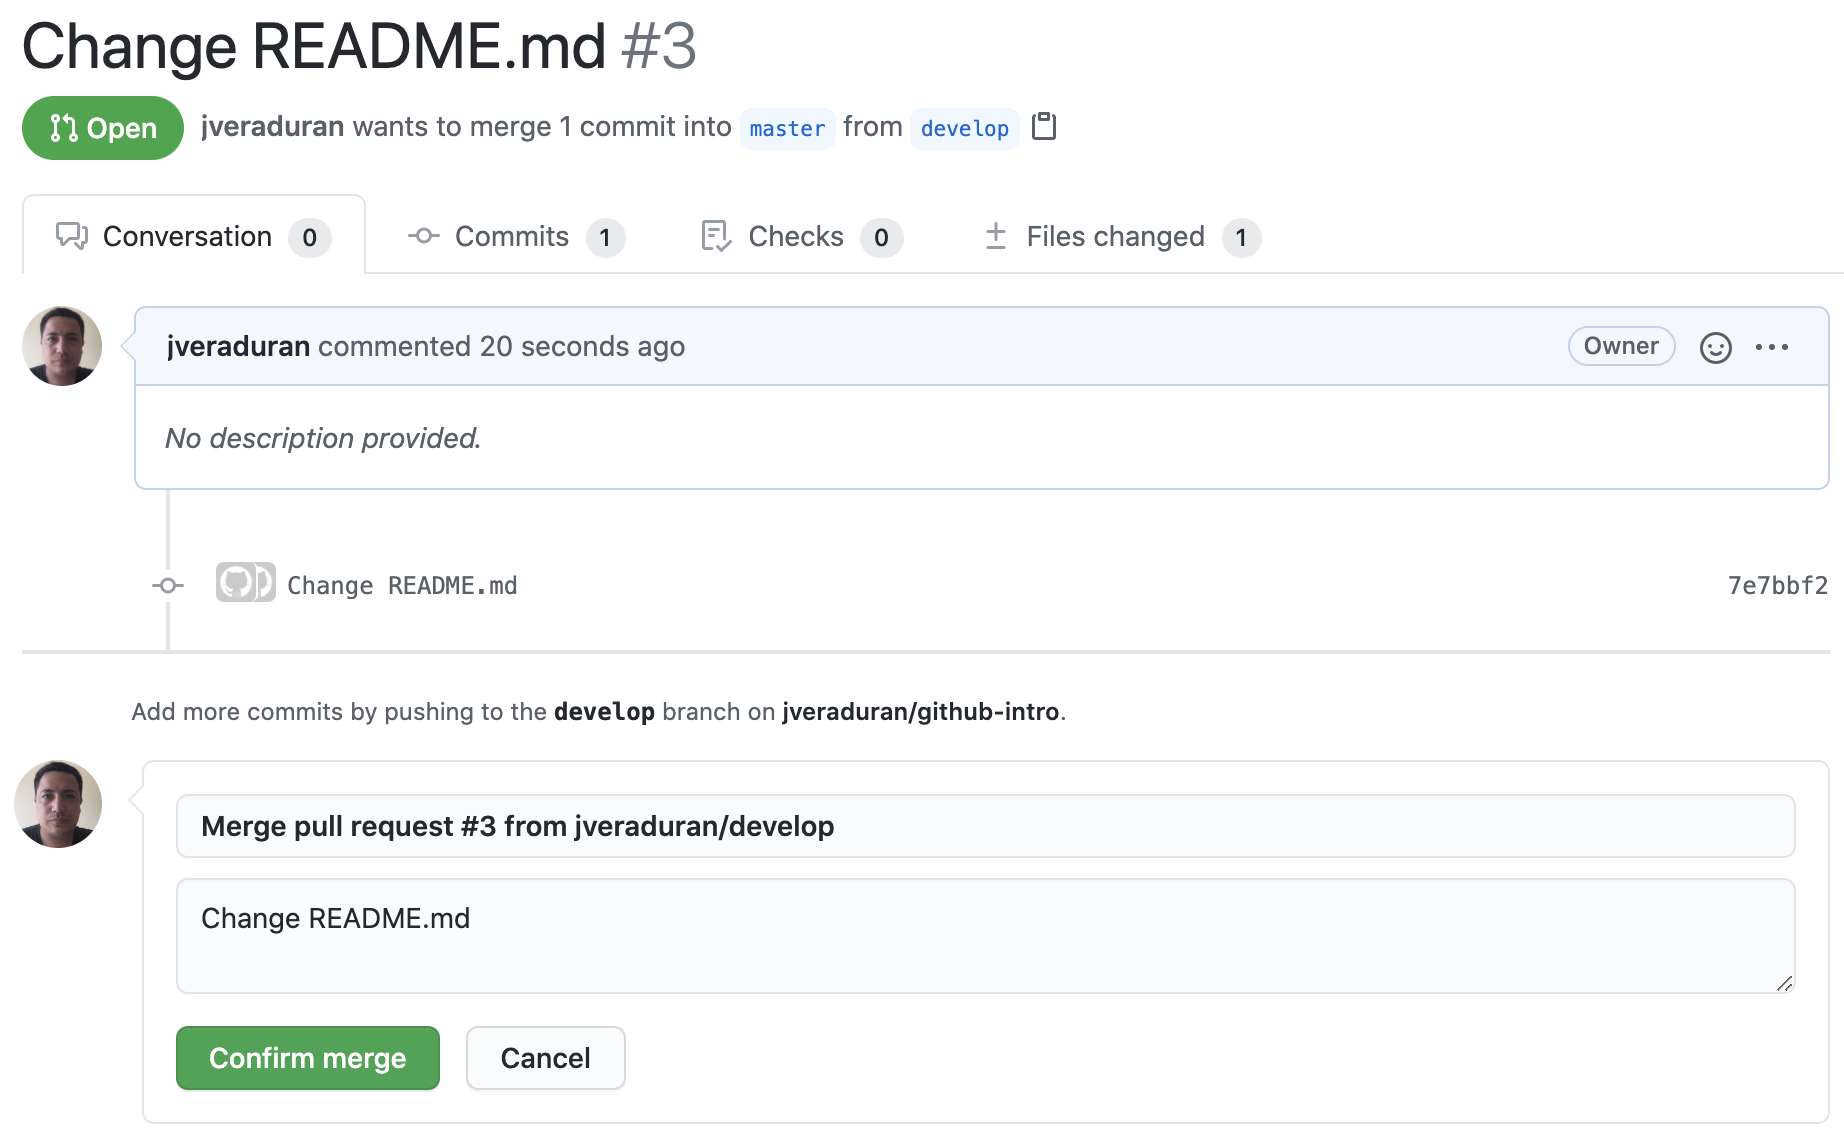 Change README.md #3
Open jveraduran wants to merge 1 commit into master from develop
Conversation 0 Commits 1 Checks 0 Files changed 1
jveraduran commented 20 seconds ago Owner
No description provided.
Change README.md 7e7bbf2
Add more commits by pushing to the develop branch on jveraduran/github-intro.
Merge pull request #3 from jveraduran/develop
Change README.md
Confirm merge Cancel